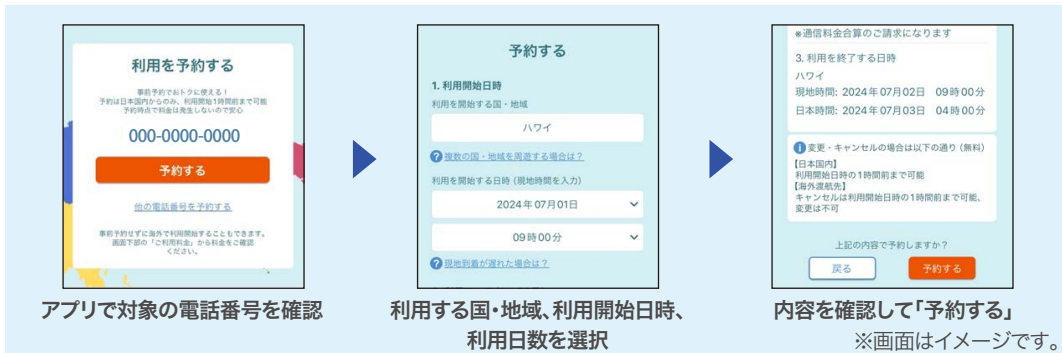 利用を予約する
事前予約でおトクに使える！
予約は日本国内からのみ、利用開始1時間前まで可能
予約時点で料金は発生しないので安心
000-0000-0000
予約する
他の電話番号を予約する
事前予約せずに海外で利用開始することもできます。
画面下部の「ご利用料金」から料金をご確認
ください。
アプリで対象の電話番号を確認
予約する
1. 利用開始日時
利用を開始する国・地域
ハワイ
? 複数の国・地域を周遊する場合は？
利用を開始する日時（現地時間を入力）
2024年07月01日
09時00分
? 現地到着が遅れた場合は？
利用する国・地域、利用開始日時、
利用日数を選択
※通信料金合算のご請求になります
3. 利用を終了する日時
ハワイ
現地時間: 2024年07月02日 09時00分
日本時間: 2024年07月03日 04時00分
i 変更・キャンセルの場合は以下の通り（無料）
【日本国内】
利用開始日時の1時間前まで可能
【海外渡航先】
キャンセルは利用開始日時の1時間前まで可能、
変更は不可
上記の内容で予約しますか？
戻る
予約する
内容を確認して「予約する」
※画面はイメージです。